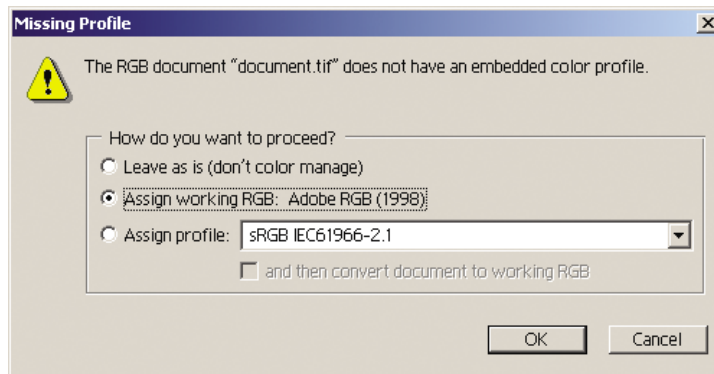 Missing Profile
The RGB document “document.tif” does not have an embedded color profile.
How do you want to proceed?
Leave as is (don’t color manage)
Assign working RGB: Adobe RGB (1998)
Assign profile: sRGB IEC61966-2.1
and then convert document to working RGB
OK Cancel